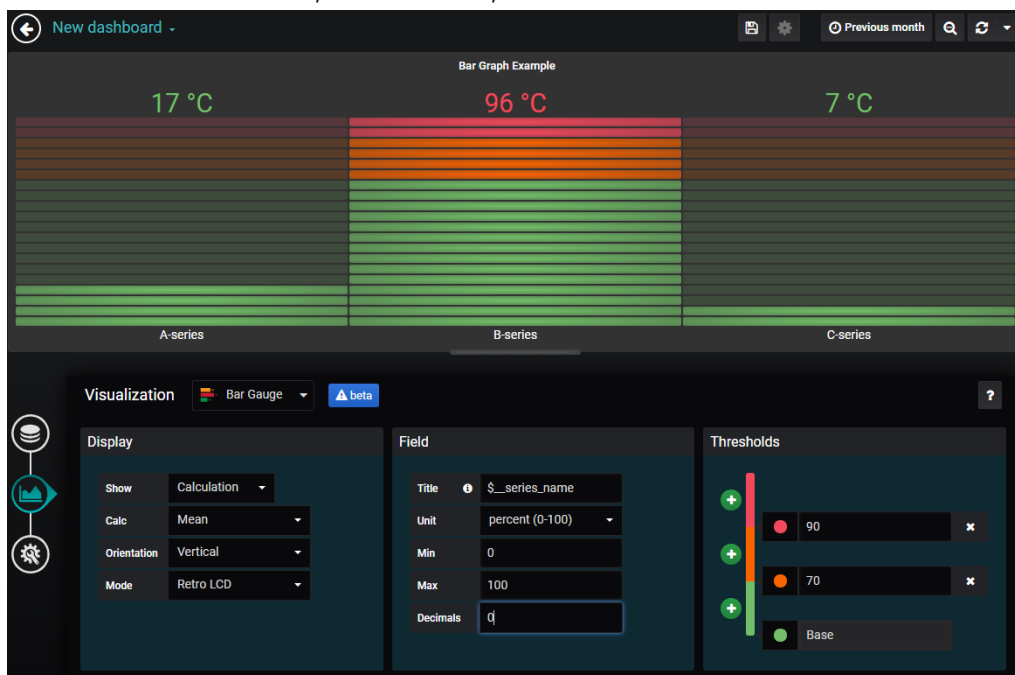 New dashboard
Previous month
Bar Graph Example
17 °C
96 °C
7 °C
A-series
B-series
C-series
Visualization
Bar Gauge
beta
?
Display
Show Calculation
Calc Mean
Orientation Vertical
Mode Retro LCD
Field
Title $__series_name
Unit percent (0-100)
Min 0
Max 100
Decimals 0
Thresholds
90
70
Base